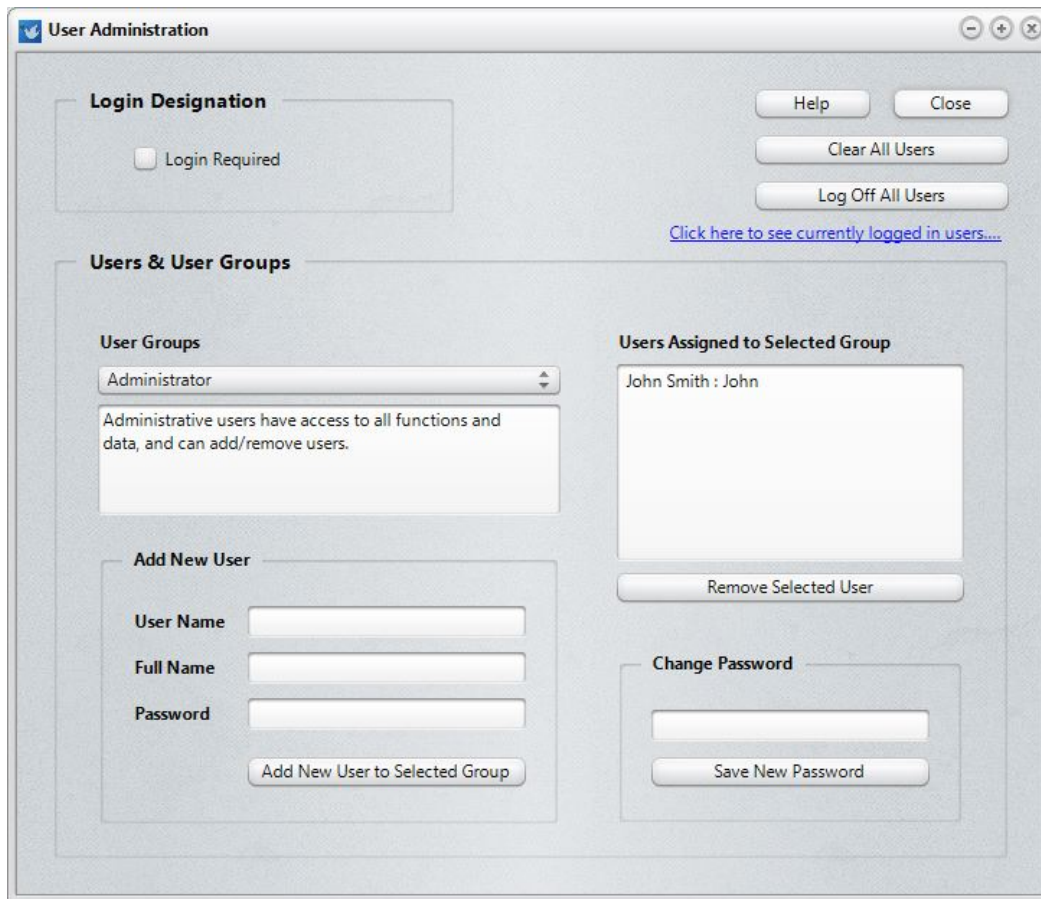 User Administration
Login Designation
Login Required
Help
Close
Clear All Users
Log Off All Users
Click here to see currently logged in users....
Users & User Groups
User Groups
Administrator
Administrative users have access to all functions and
data, and can add/remove users.
Users Assigned to Selected Group
John Smith : John
Remove Selected User
Add New User
User Name
Full Name
Password
Add New User to Selected Group
Change Password
Save New Password